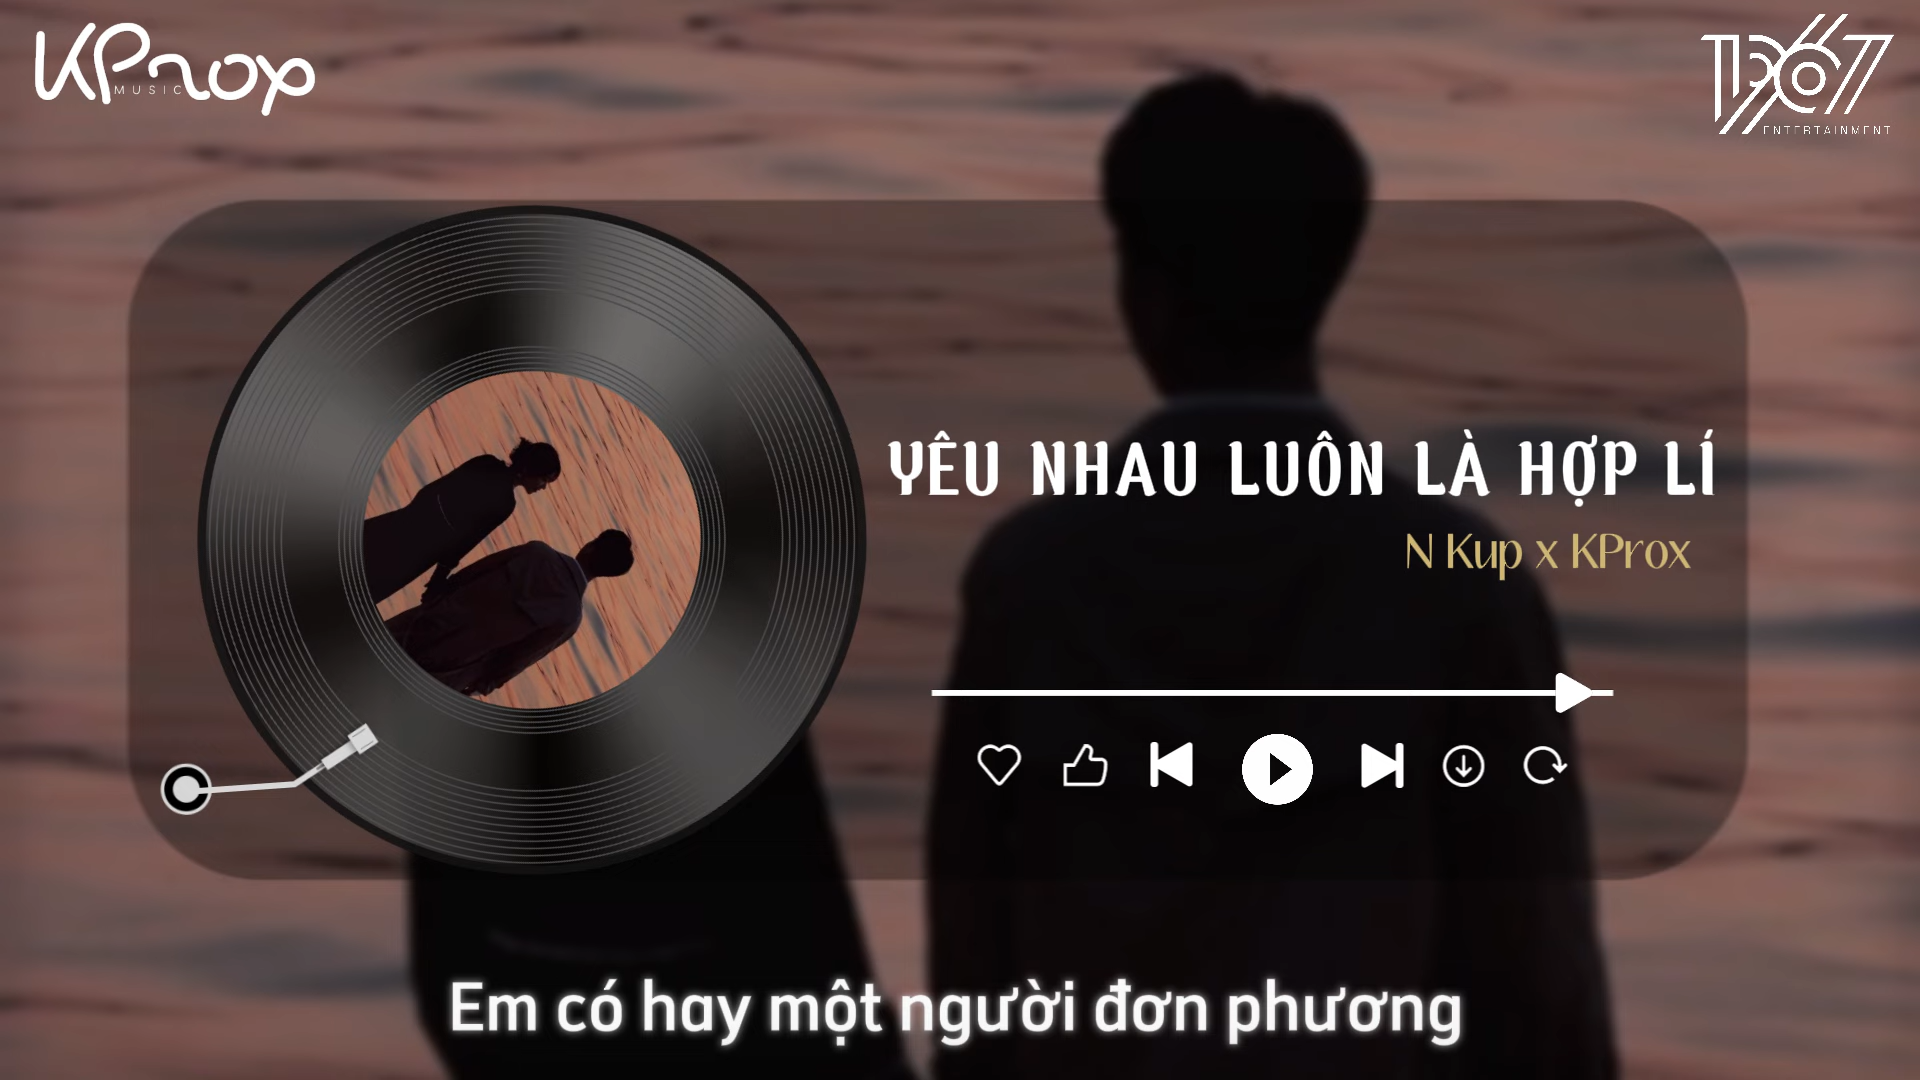 KProx
MUSIC
1967
ENTERTAINMENT
YÊU NHAU LUÔN LÀ HỢP LÍ
N Kup x KProx
Em có hay một người đơn phương